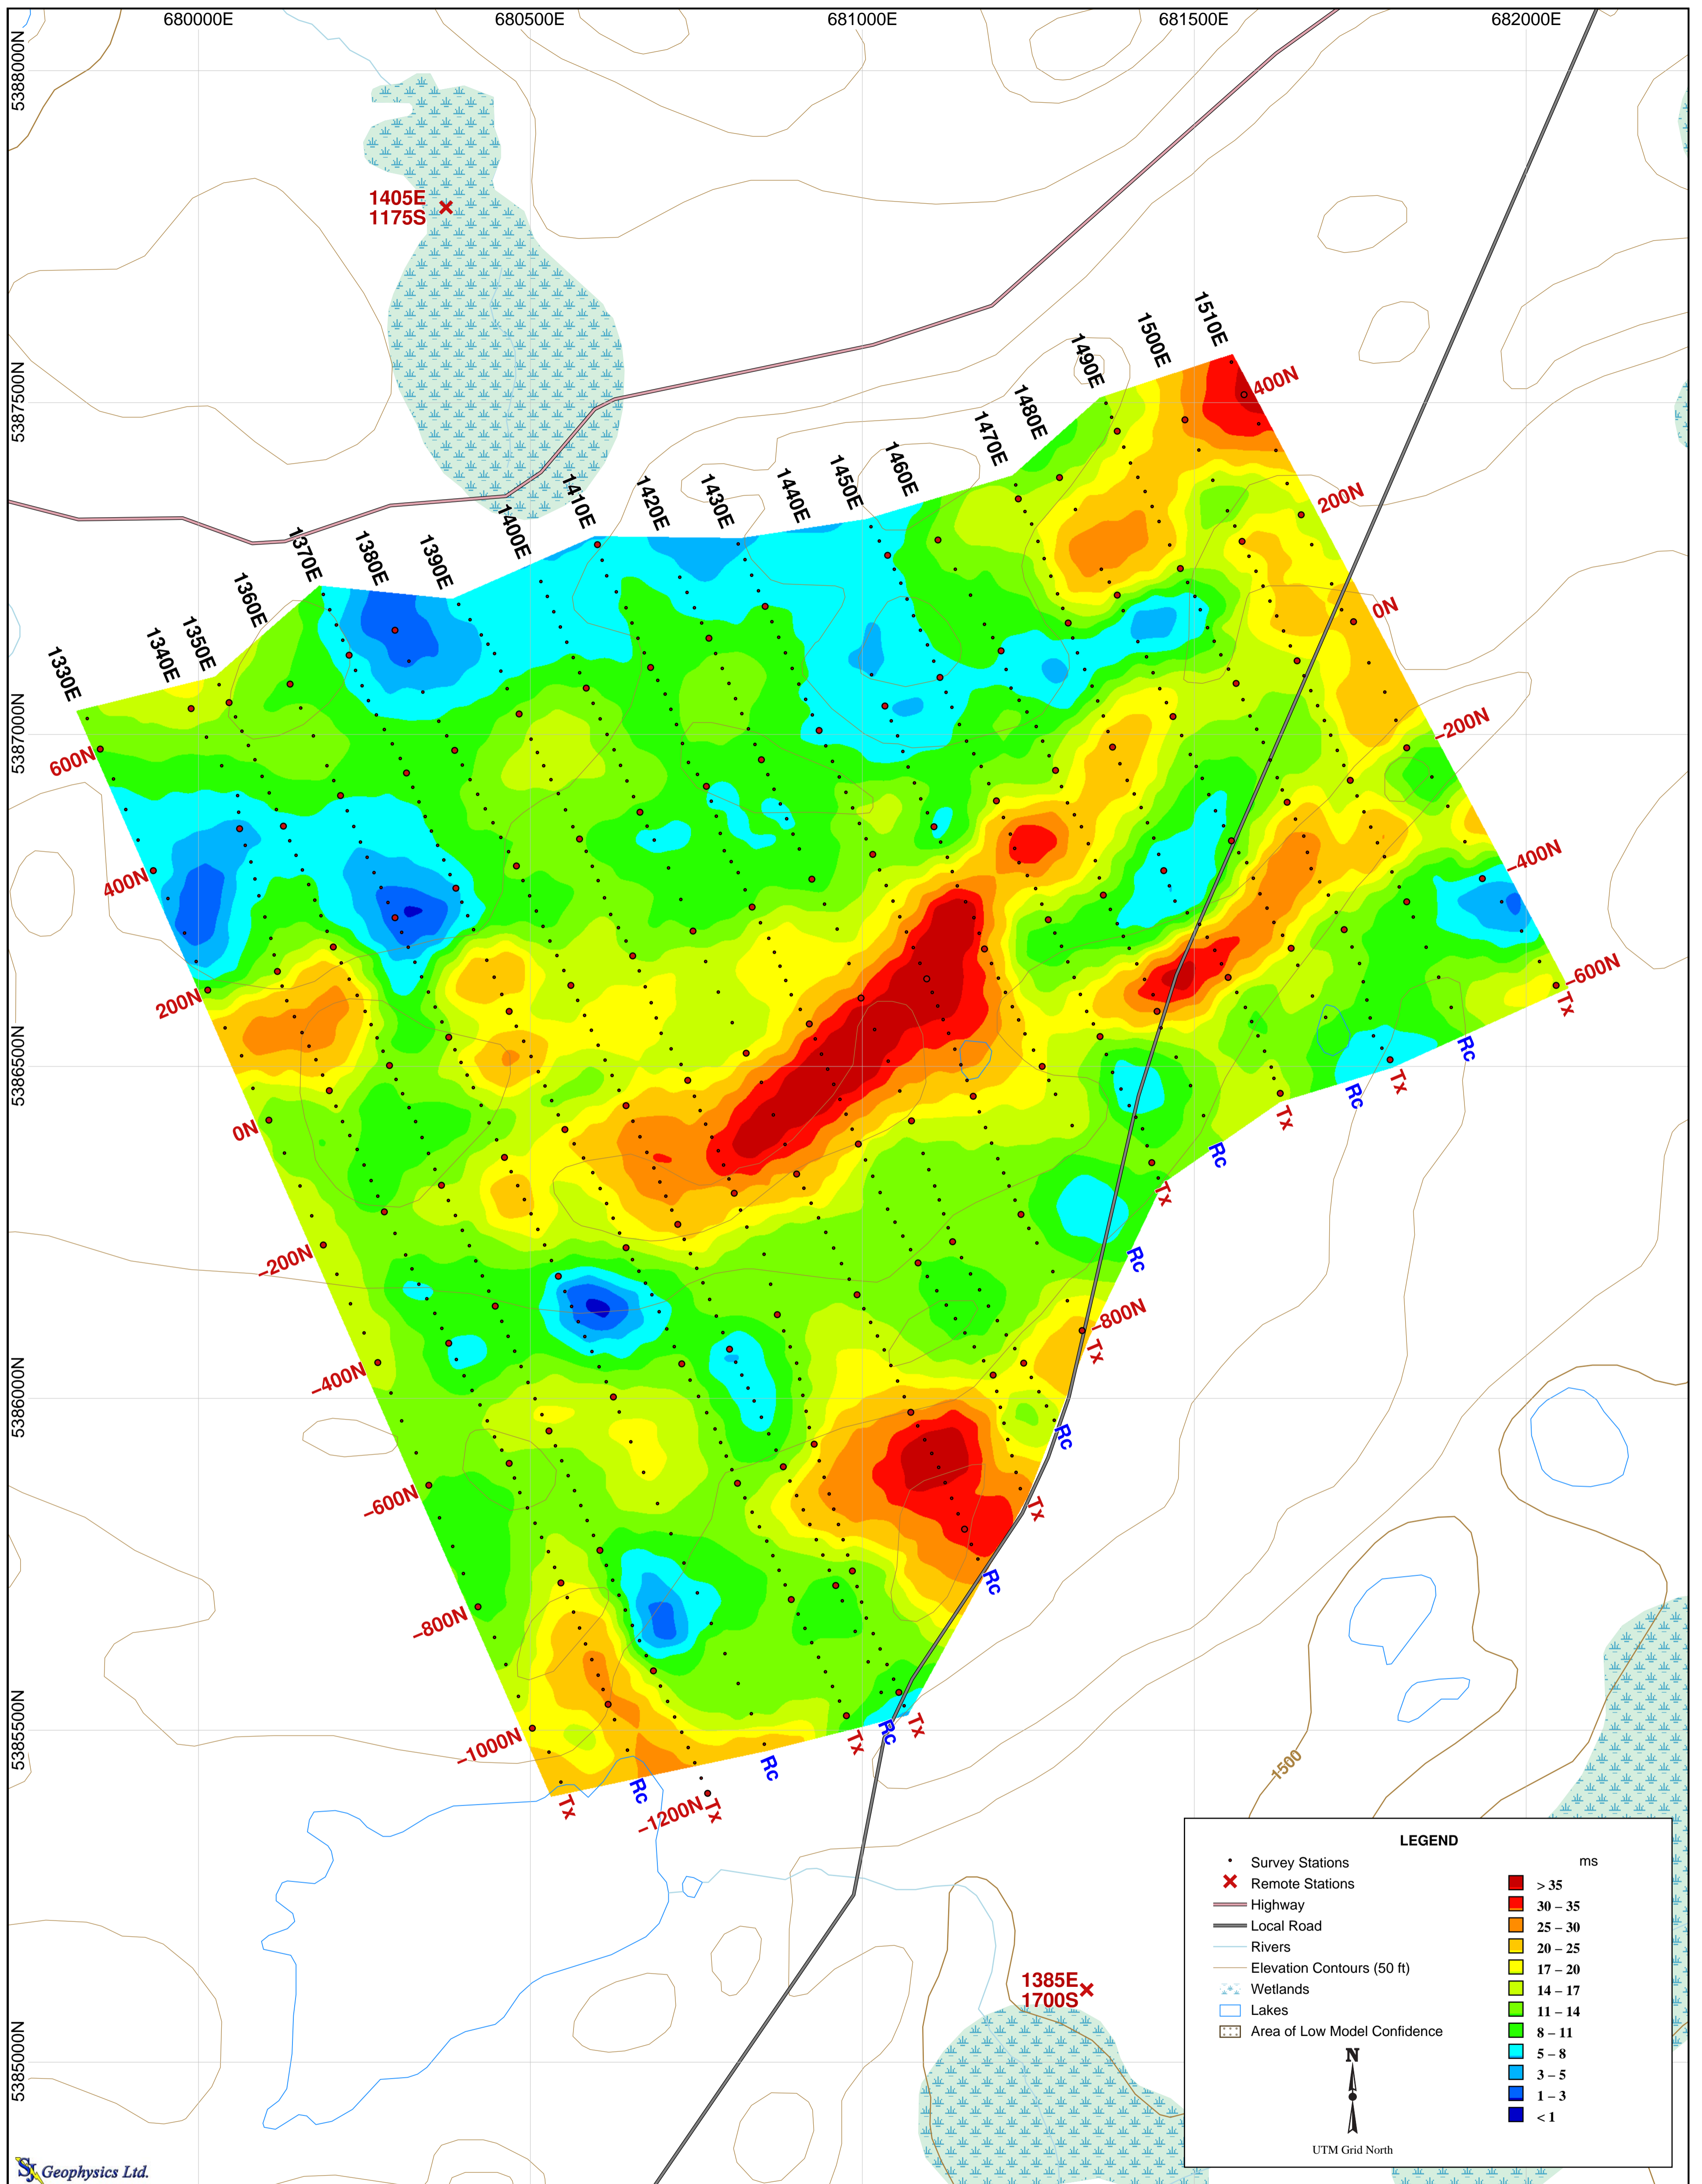 680000E 680500E 681000E 681500E 682000E
5388000N
1405E
1175S
5387500N
1510E
1500E
1490E
1480E
1470E
1460E
1450E
1440E
1430E
1420E
1410E
1400E
1390E
1380E
1370E
1360E
1350E
1340E
1330E
400N
200N
0N
–200N
–400N
–600N
Tx
5387000N
600N
400N
200N
0N
–200N
–400N
–600N
–800N
–1000N
–1200N
5386500N
Rc
Tx
Rc
Tx
Rc
Tx
Rc
–800N
Tx
5386000N
Rc
Tx
Rc
5385500N
Tx
Rc
Tx
Rc
Tx
Rc
Tx
1500
1385E
1700S
5385000N
LEGEND
ms
Survey Stations
Remote Stations
Highway
Local Road
Rivers
Elevation Contours (50 ft)
Wetlands
Lakes
Area of Low Model Confidence
> 35
30 – 35
25 – 30
20 – 25
17 – 20
14 – 17
11 – 14
8 – 11
5 – 8
3 – 5
1 – 3
< 1
N
UTM Grid North
SJ Geophysics Ltd.